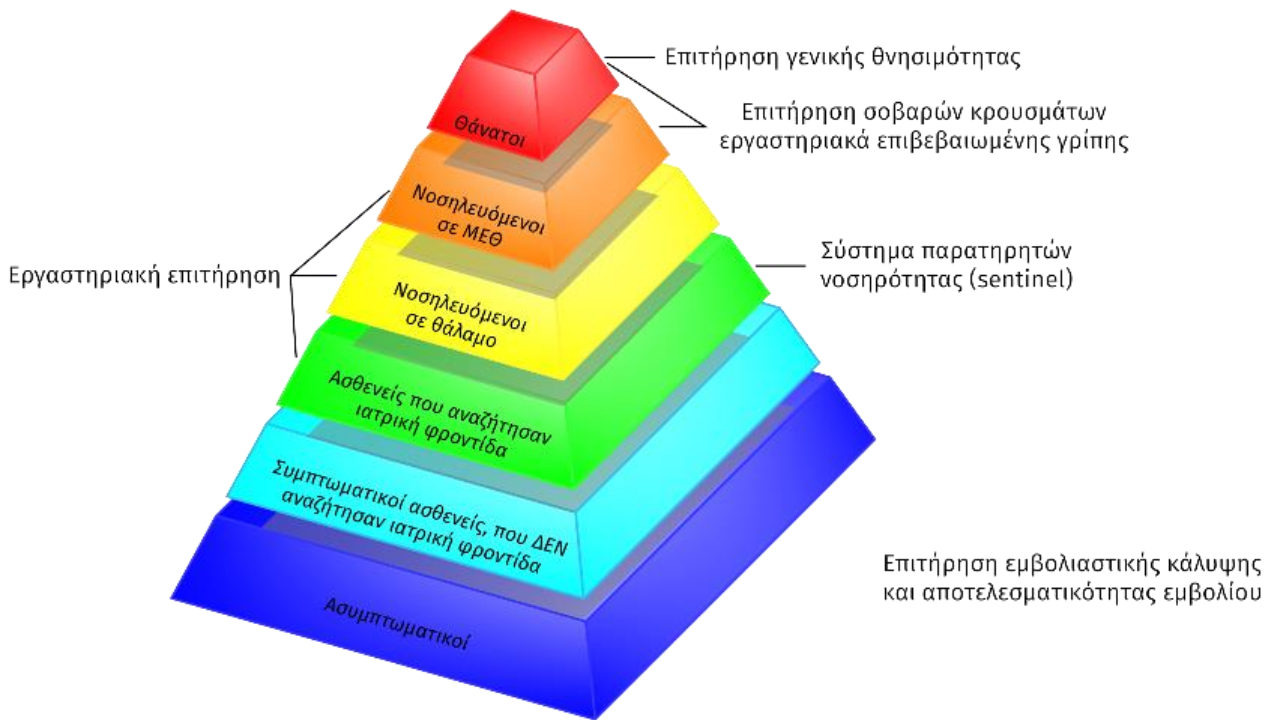 Επιτήρηση γενικής θνησιμότητας
Θάνατοι
Επιτήρηση σοβαρών κρουσμάτων
εργαστηριακά επιβεβαιωμένης γρίπης
Νοσηλευόμενοι
σε ΜΕΘ
Εργαστηριακή επιτήρηση
Σύστημα παρατηρητών
νοσηρότητας (sentinel)
Νοσηλευόμενοι
σε θάλαμο
Ασθενείς που αναζήτησαν
ιατρική φροντίδα
Συμπτωματικοί ασθενείς, που ΔΕΝ
αναζήτησαν ιατρική φροντίδα
Επιτήρηση εμβολιαστικής κάλυψης
και αποτελεσματικότητας εμβολίου
Ασυμπτωματικοί